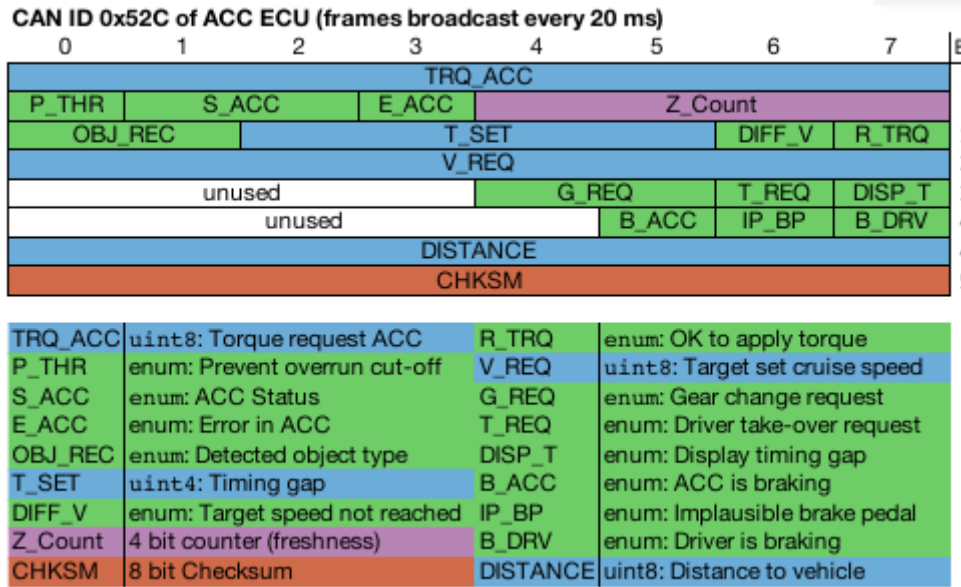 CAN ID 0x52C of ACC ECU (frames broadcast every 20 ms)
0 1 2 3 4 5 6 7
TRQ_ACC
P_THR S_ACC E_ACC Z_Count
OBJ_REC T_SET DIFF_V R_TRQ
V_REQ
unused G_REQ T_REQ DISP_T
unused B_ACC IP_BP B_DRV
DISTANCE
CHKSM
TRQ_ACC uint8: Torque request ACC R_TRQ enum: OK to apply torque
P_THR enum: Prevent overrun cut-off V_REQ uint8: Target set cruise speed
S_ACC enum: ACC Status G_REQ enum: Gear change request
E_ACC enum: Error in ACC T_REQ enum: Driver take-over request
OBJ_REC enum: Detected object type DISP_T enum: Display timing gap
T_SET uint4: Timing gap B_ACC enum: ACC is braking
DIFF_V enum: Target speed not reached IP_BP enum: Implausible brake pedal
Z_Count 4 bit counter (freshness) B_DRV enum: Driver is braking
CHKSM 8 bit Checksum DISTANCE uint8: Distance to vehicle